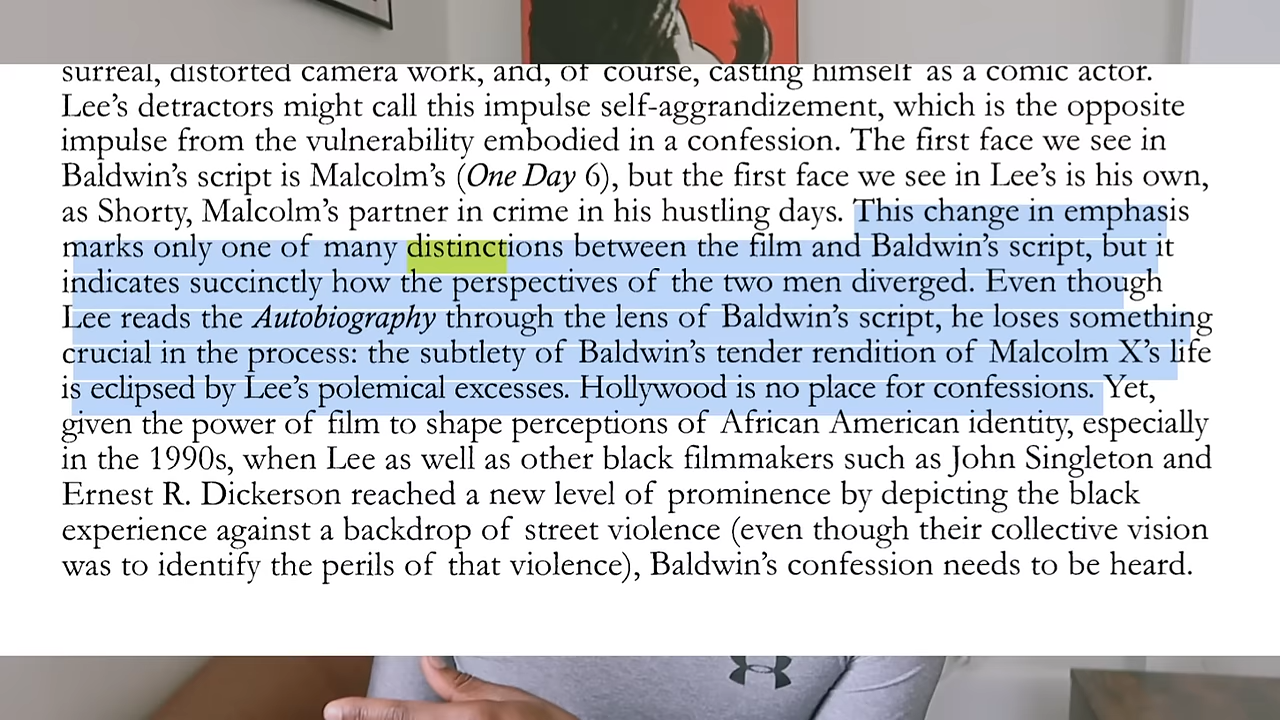 surreal, distorted camera work, and, of course, casting himself as a comic actor.
Lee's detractors might call this impulse self-aggrandizement, which is the opposite
impulse from the vulnerability embodied in a confession. The first face we see in
Baldwin's script is Malcolm's (One Day 6), but the first face we see in Lee's is his own,
as Shorty, Malcolm's partner in crime in his hustling days. This change in emphasis
marks only one of many distinctions between the film and Baldwin's script, but it
indicates succinctly how the perspectives of the two men diverged. Even though
Lee reads the Autobiography through the lens of Baldwin's script, he loses something
crucial in the process: the subtlety of Baldwin's tender rendition of Malcolm X's life
is eclipsed by Lee's polemical excesses. Hollywood is no place for confessions. Yet,
given the power of film to shape perceptions of African American identity, especially
in the 1990s, when Lee as well as other black filmmakers such as John Singleton and
Ernest R. Dickerson reached a new level of prominence by depicting the black
experience against a backdrop of street violence (even though their collective vision
was to identify the perils of that violence), Baldwin's confession needs to be heard.